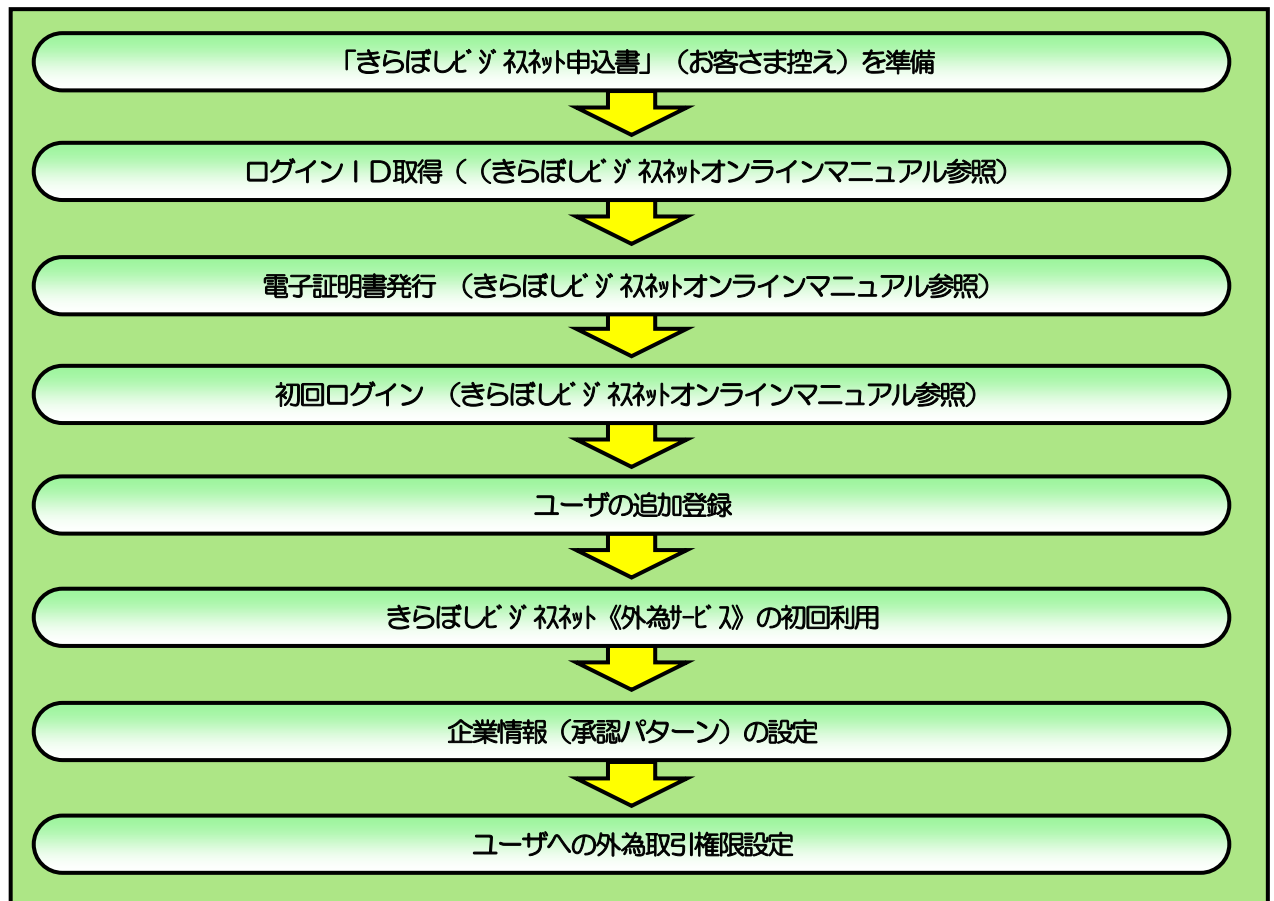 「きらぼしﾋﾞｼﾞﾈｽﾈｯﾄ申込書」（お客さま控え）を準備
ログインＩＤ取得（（きらぼしﾋﾞｼﾞﾈｽﾈｯﾄオンラインマニュアル参照）
電子証明書発行　（きらぼしﾋﾞｼﾞﾈｽﾈｯﾄオンラインマニュアル参照）
初回ログイン　（きらぼしﾋﾞｼﾞﾈｽﾈｯﾄオンラインマニュアル参照）
ユーザの追加登録
きらぼしﾋﾞｼﾞﾈｽﾈｯﾄ《外為ｻｰﾋﾞｽ》の初回利用
企業情報（承認パターン）の設定
ユーザへの外為取引権限設定